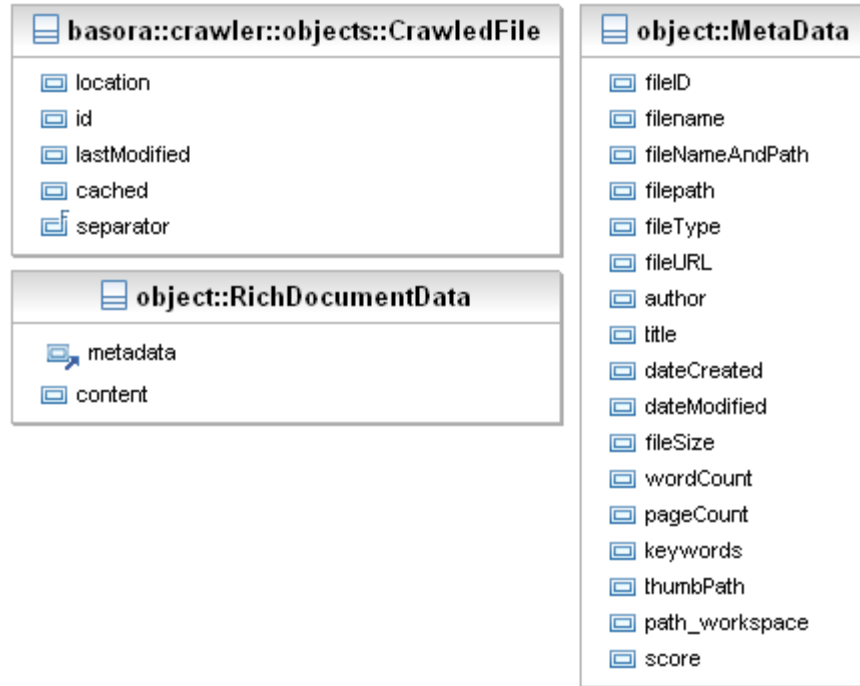 basora::crawler::objects::CrawledFile
location
id
lastModified
cached
F
separator
object::RichDocumentData
metadata
content
object::MetaData
fileID
filename
fileNameAndPath
filepath
fileType
fileURL
author
title
dateCreated
dateModified
fileSize
wordCount
pageCount
keywords
thumbPath
path_workspace
score